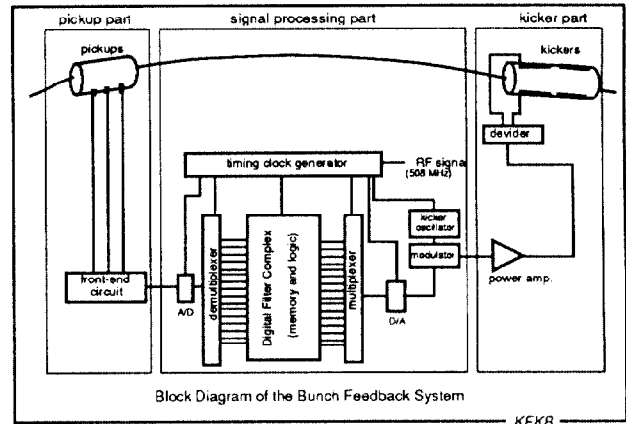 pickup part
signal processing part
kicker part
pickups
kickers
devider
timing clock generator
RF signal
(508 MHz)
kicker
oscillator
modulator
power amp.
front-end
circuit
A/D
demultiplexer
Digital Filter Complex
(memory and logic)
multiplexer
D/A
Block Diagram of the Bunch Feedback System
KEKB